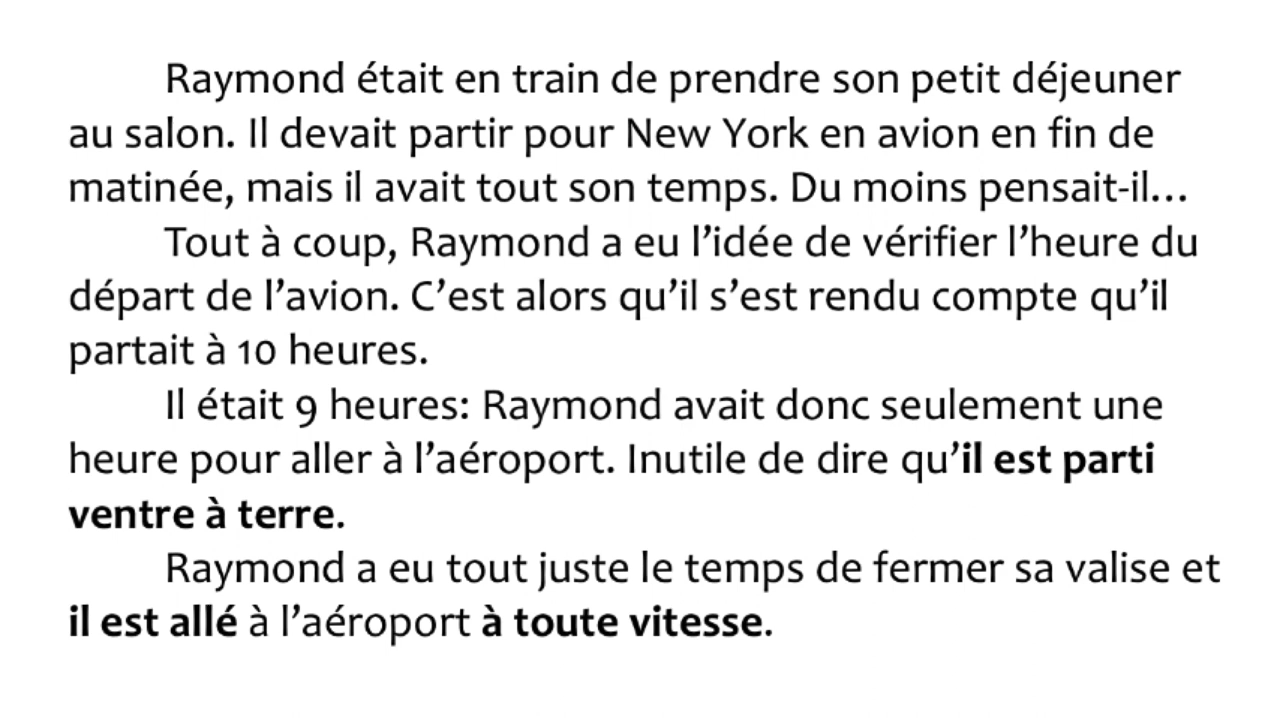 Raymond était en train de prendre son petit déjeuner
au salon. Il devait partir pour New York en avion en fin de
matinée, mais il avait tout son temps. Du moins pensait-il…
Tout à coup, Raymond a eu l’idée de vérifier l’heure du
départ de l’avion. C’est alors qu’il s’est rendu compte qu’il
partait à 10 heures.
Il était 9 heures: Raymond avait donc seulement une
heure pour aller à l’aéroport. Inutile de dire qu’il est parti
ventre à terre.
Raymond a eu tout juste le temps de fermer sa valise et
il est allé à l’aéroport à toute vitesse.